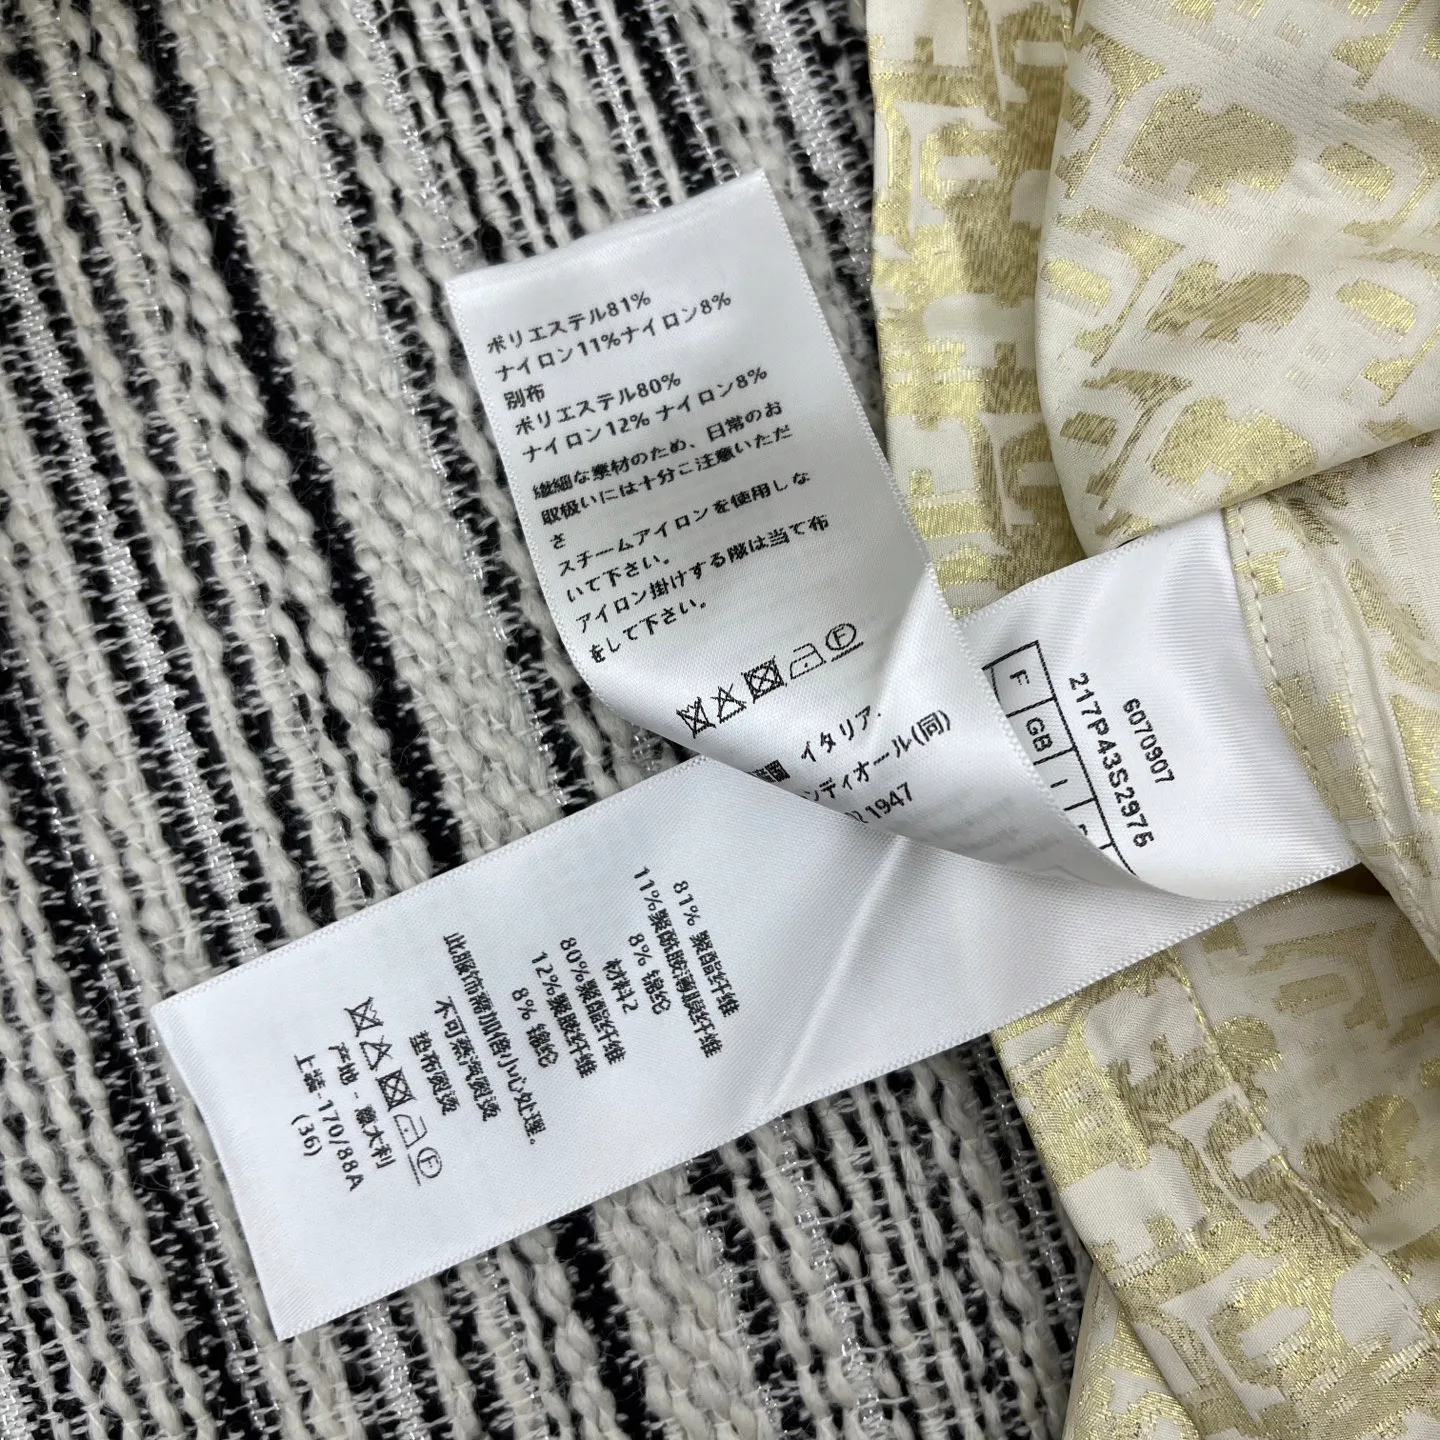 ポリエステル81%
ナイロン11%ナイロン8%
別布
ポリエステル80%
ナイロン12% ナイロン8%
繊細な素材のため、日常のお
取扱いには十分こ注意いただ
さ
スチームアイロンを使用しな
いて下さい。
アイロン掛けする際は当て布
をして下さい。
F
イタリア.
ンディオール(同)
1947
6070907
217P43S2975
F
GB
I
81% 聚酯纤维
11%聚酰胺薄膜纤维
8% 锦纶
材料2
80%聚酯纤维
12%聚酰胺纤维
8% 锦纶
此服饰需加倍小心处理。
不可蒸汽熨烫
垫布熨烫
F
产地 - 意大利
上装-170/88A
(36)